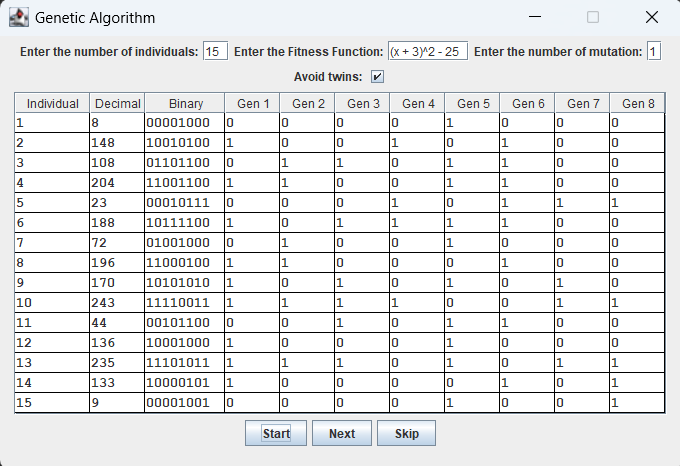 Genetic Algorithm
Enter the number of individuals: 15 Enter the Fitness Function: (x + 3)^2 - 25 Enter the number of mutation: 1
Avoid twins:
Individual Decimal Binary Gen 1 Gen 2 Gen 3 Gen 4 Gen 5 Gen 6 Gen 7 Gen 8
1 8 00001000 0 0 0 0 1 0 0 0
2 148 10010100 1 0 0 1 0 1 0 0
3 108 01101100 0 1 1 0 1 1 0 0
4 204 11001100 1 1 0 0 1 1 0 0
5 23 00010111 0 0 0 1 0 1 1 1
6 188 10111100 1 0 1 1 1 1 0 0
7 72 01001000 0 1 0 0 1 0 0 0
8 196 11000100 1 1 0 0 0 1 0 0
9 170 10101010 1 0 1 0 1 0 1 0
10 243 11110011 1 1 1 1 0 0 1 1
11 44 00101100 0 0 1 0 1 1 0 0
12 136 10001000 1 0 0 0 1 0 0 0
13 235 11101011 1 1 1 0 1 0 1 1
14 133 10000101 1 0 0 0 0 1 0 1
15 9 00001001 0 0 0 0 1 0 0 1
Start Next Skip